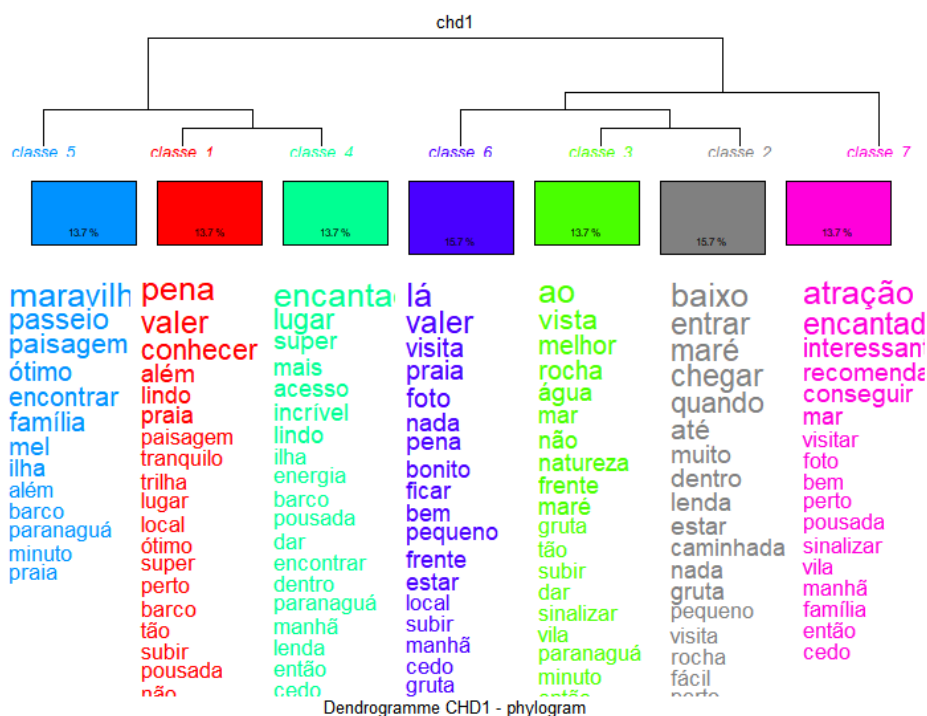 chd1
classe 5
classe 1
classe 4
classe 6
classe 3
classe 2
classe 7
13.7 %
13.7 %
13.7 %
15.7 %
13.7 %
15.7 %
13.7 %
maravilh
passeio
paisagem
ótimo
encontrar
família
mel
ilha
além
barco
paranaguá
minuto
praia
pena
valer
conhecer
além
lindo
praia
paisagem
tranquilo
trilha
lugar
local
ótimo
super
perto
barco
tão
subir
pousada
não
encanta
lugar
super
mais
acesso
incrível
lindo
ilha
energia
barco
pousada
dar
encontrar
dentro
paranaguá
manhã
lenda
então
cedo
lá
valer
visita
praia
foto
nada
pena
bonito
ficar
bem
pequeno
frente
estar
local
subir
manhã
cedo
gruta
ao
vista
melhor
rocha
água
mar
não
natureza
frente
maré
gruta
tão
subir
dar
sinalizar
vila
paranaguá
minuto
então
baixo
entrar
maré
chegar
quando
até
muito
dentro
lenda
estar
caminhada
nada
gruta
pequeno
visita
rocha
fácil
perto
atração
encantad
interessan
recomenda
conseguir
mar
visitar
foto
bem
perto
pousada
sinalizar
vila
manhã
família
então
cedo
Dendrogramme CHD1 - phylogram